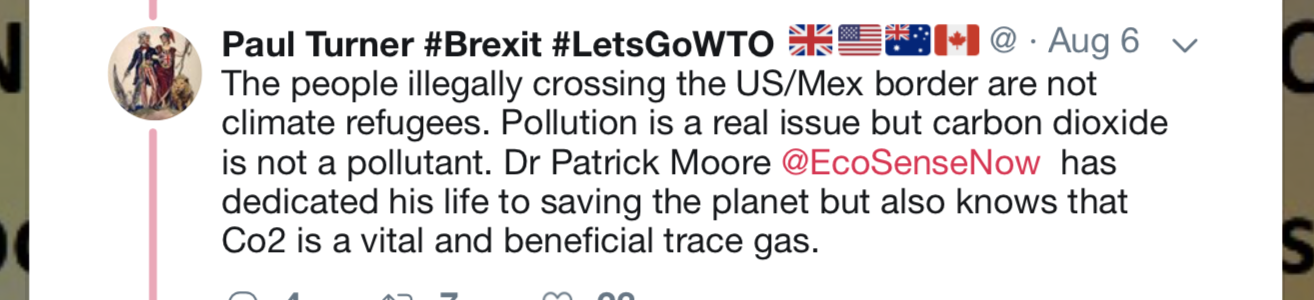 Paul Turner #Brexit #LetsGoWTO 🇬🇧🇺🇸🇦🇺🇨🇦 @ · Aug 6
The people illegally crossing the US/Mex border are not
climate refugees. Pollution is a real issue but carbon dioxide
is not a pollutant. Dr Patrick Moore @EcoSenseNow has
dedicated his life to saving the planet but also knows that
Co2 is a vital and beneficial trace gas.